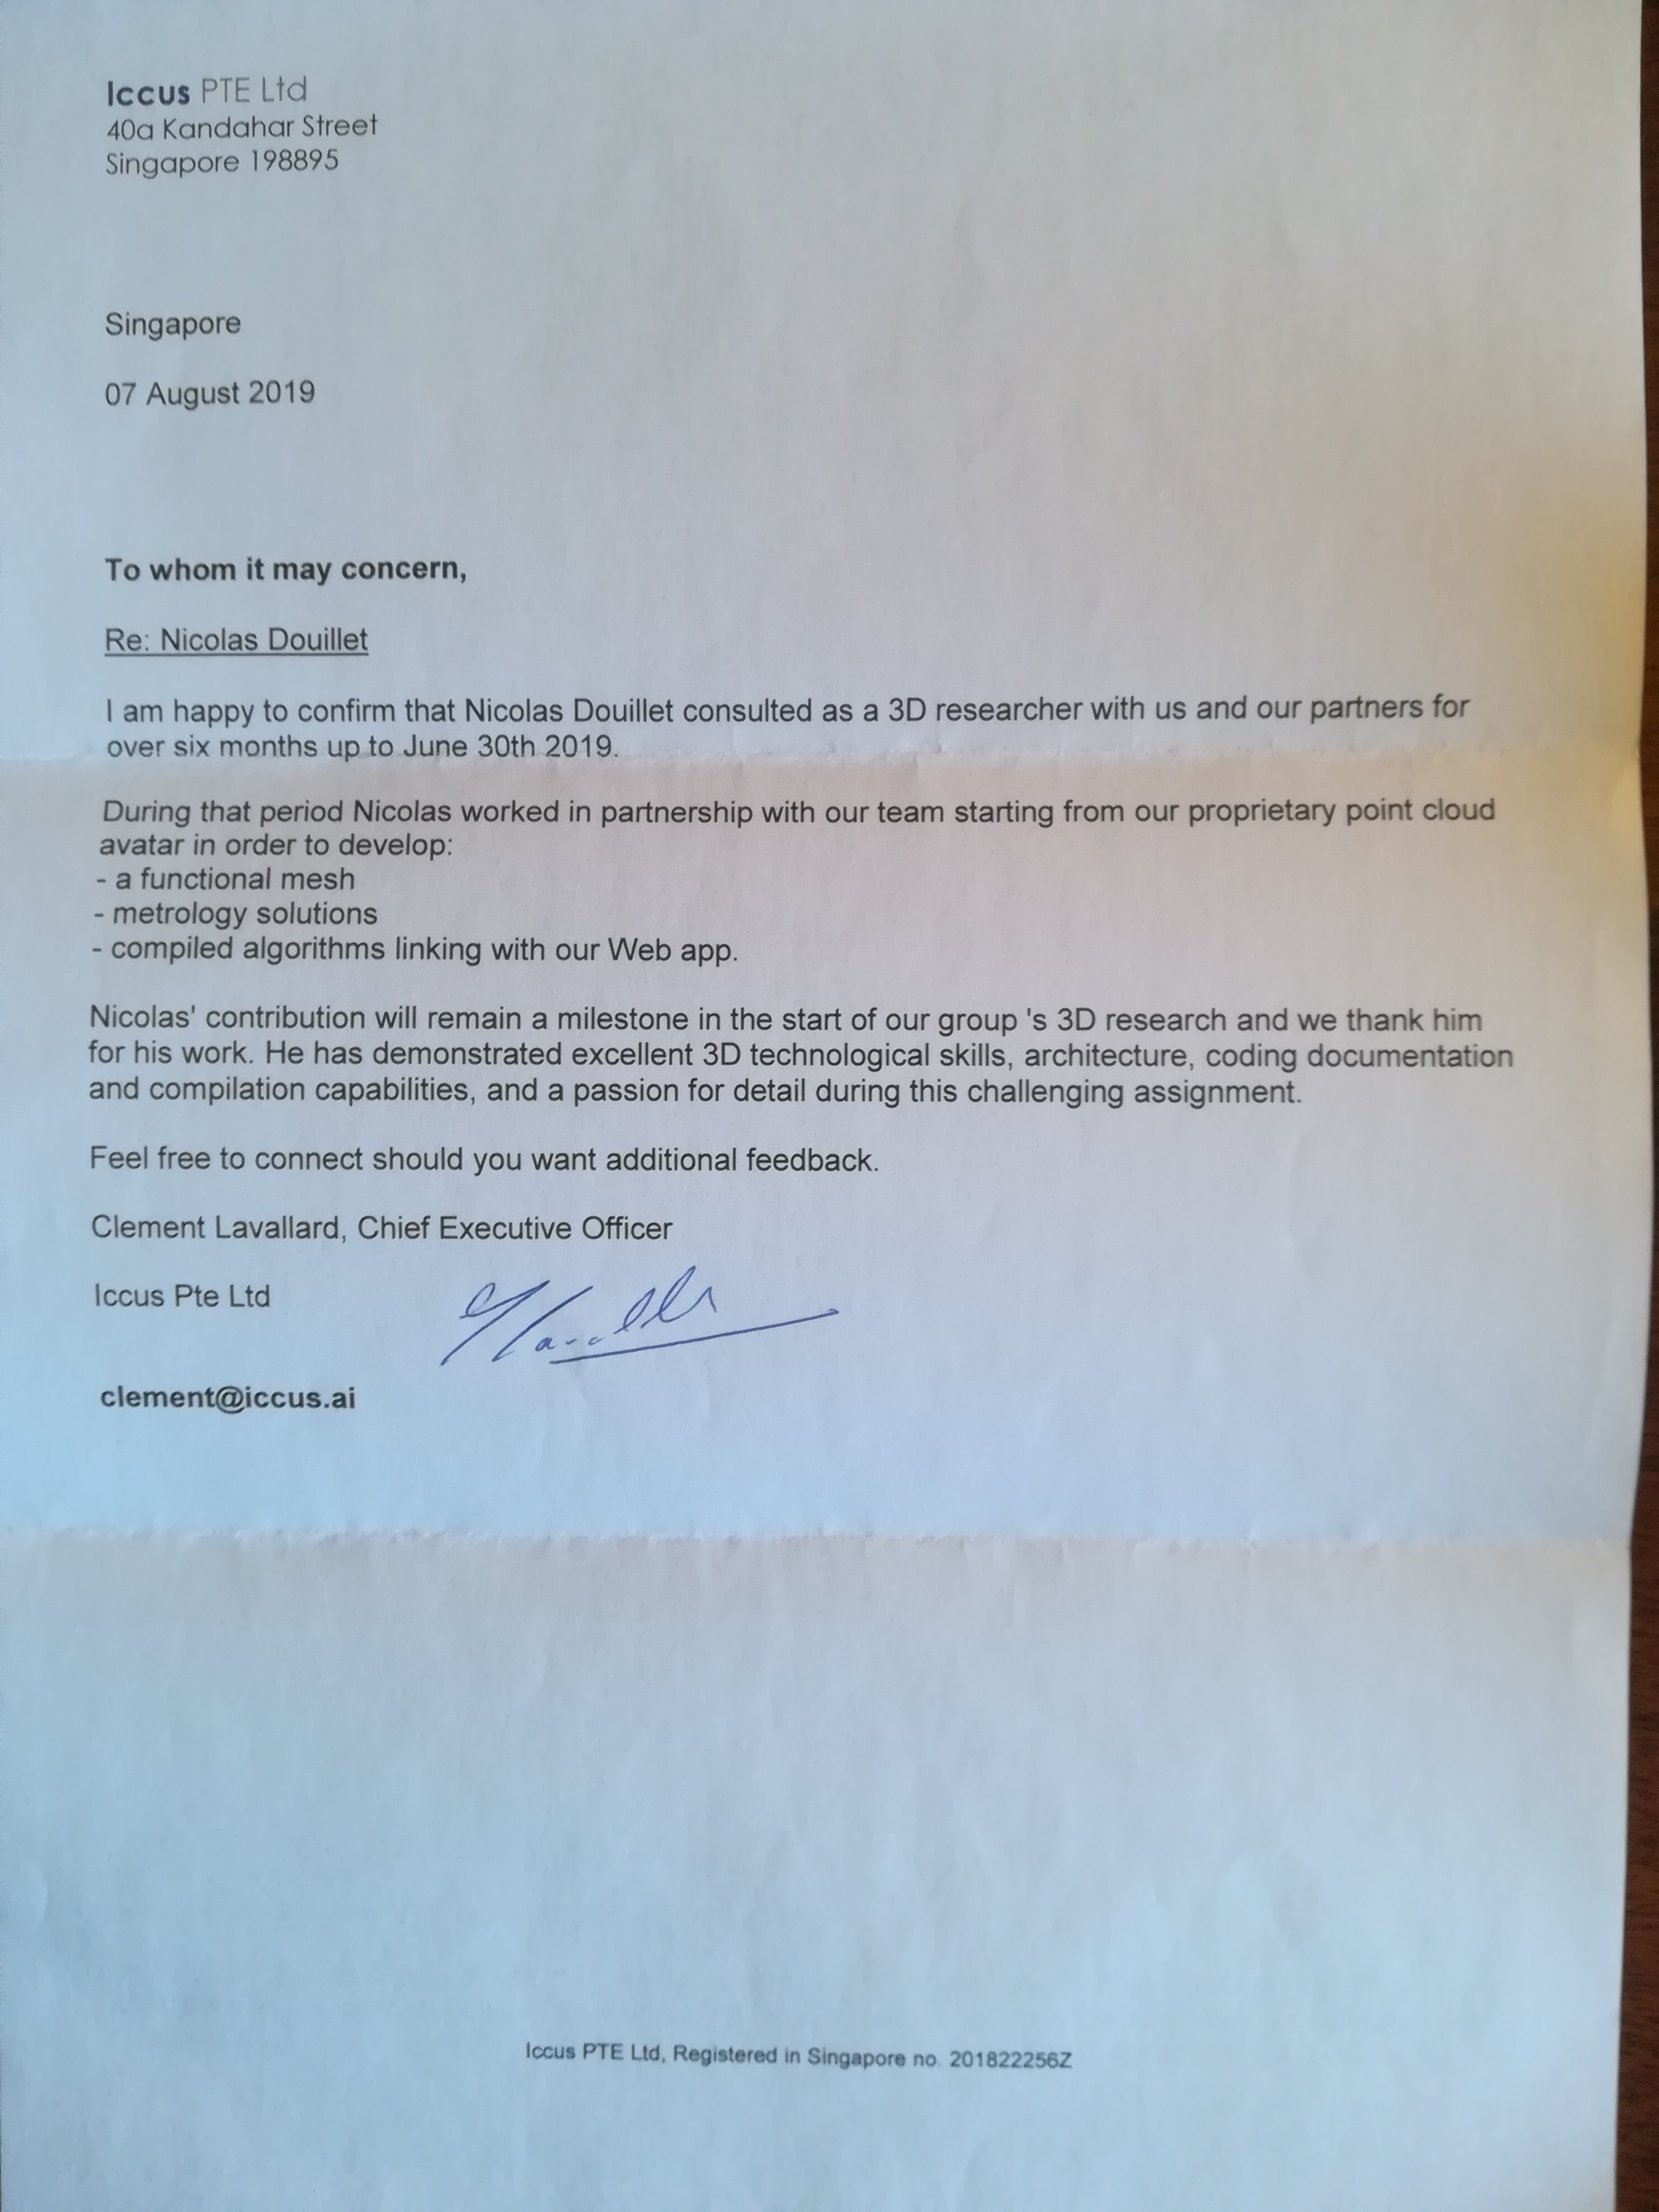 Iccus PTE Ltd
40a Kandahar Street
Singapore 198895
Singapore
07 August 2019
To whom it may concern,
Re: Nicolas Douillet
I am happy to confirm that Nicolas Douillet consulted as a 3D researcher with us and our partners for
over six months up to June 30th 2019.
During that period Nicolas worked in partnership with our team starting from our proprietary point cloud
avatar in order to develop:
- a functional mesh
- metrology solutions
- compiled algorithms linking with our Web app.
Nicolas' contribution will remain a milestone in the start of our group 's 3D research and we thank him
for his work. He has demonstrated excellent 3D technological skills, architecture, coding documentation
and compilation capabilities, and a passion for detail during this challenging assignment.
Feel free to connect should you want additional feedback.
Clement Lavallard, Chief Executive Officer
Iccus Pte Ltd
clement@iccus.ai
Iccus PTE Ltd, Registered in Singapore no. 201822256Z